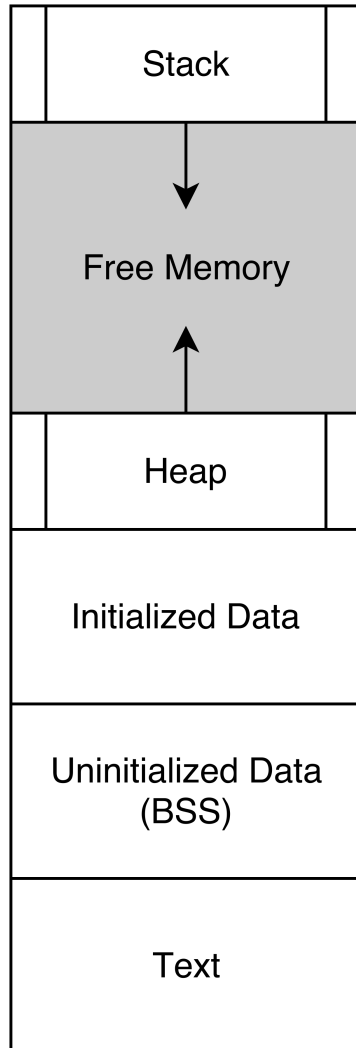 Stack
Free Memory
Heap
Initialized Data
Uninitialized Data
(BSS)
Text